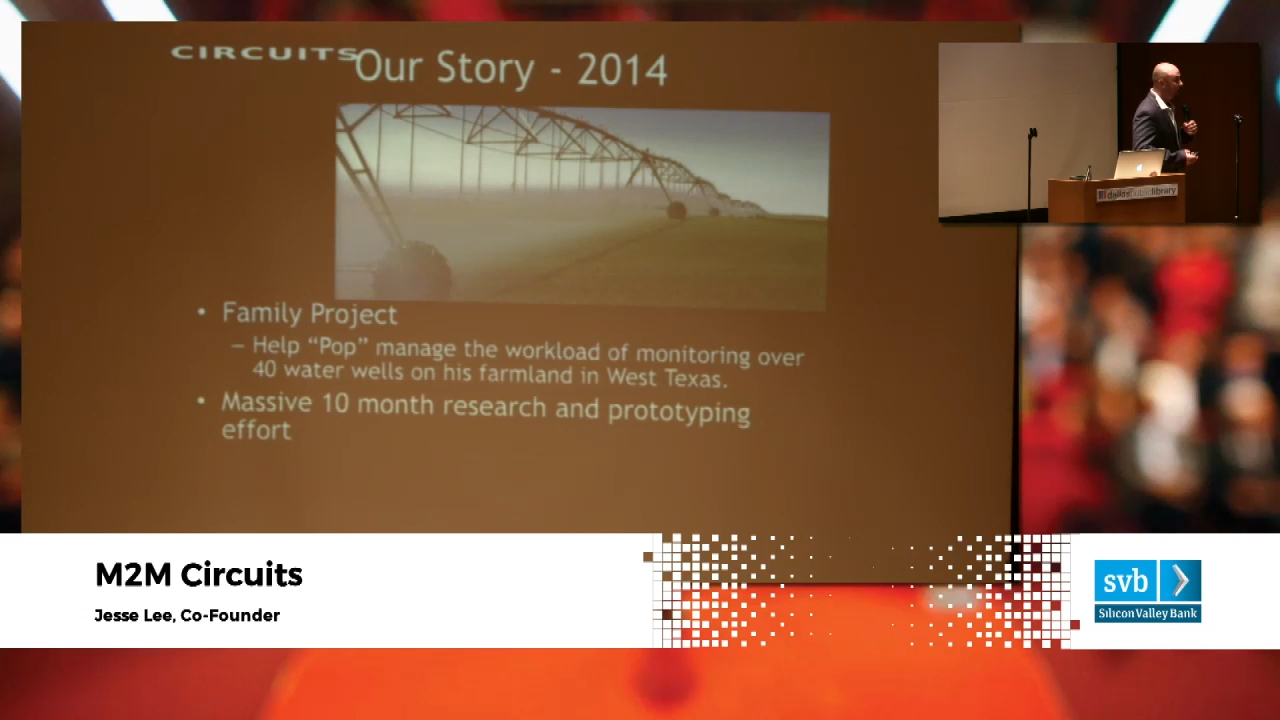 CIRCUITS
Our Story - 2014
• Family Project
– Help “Pop” manage the workload of monitoring over
40 water wells on his farmland in West Texas.
• Massive 10 month research and prototyping
effort
dallaspubliclibrary
M2M Circuits
Jesse Lee, Co-Founder
svb
Silicon Valley Bank